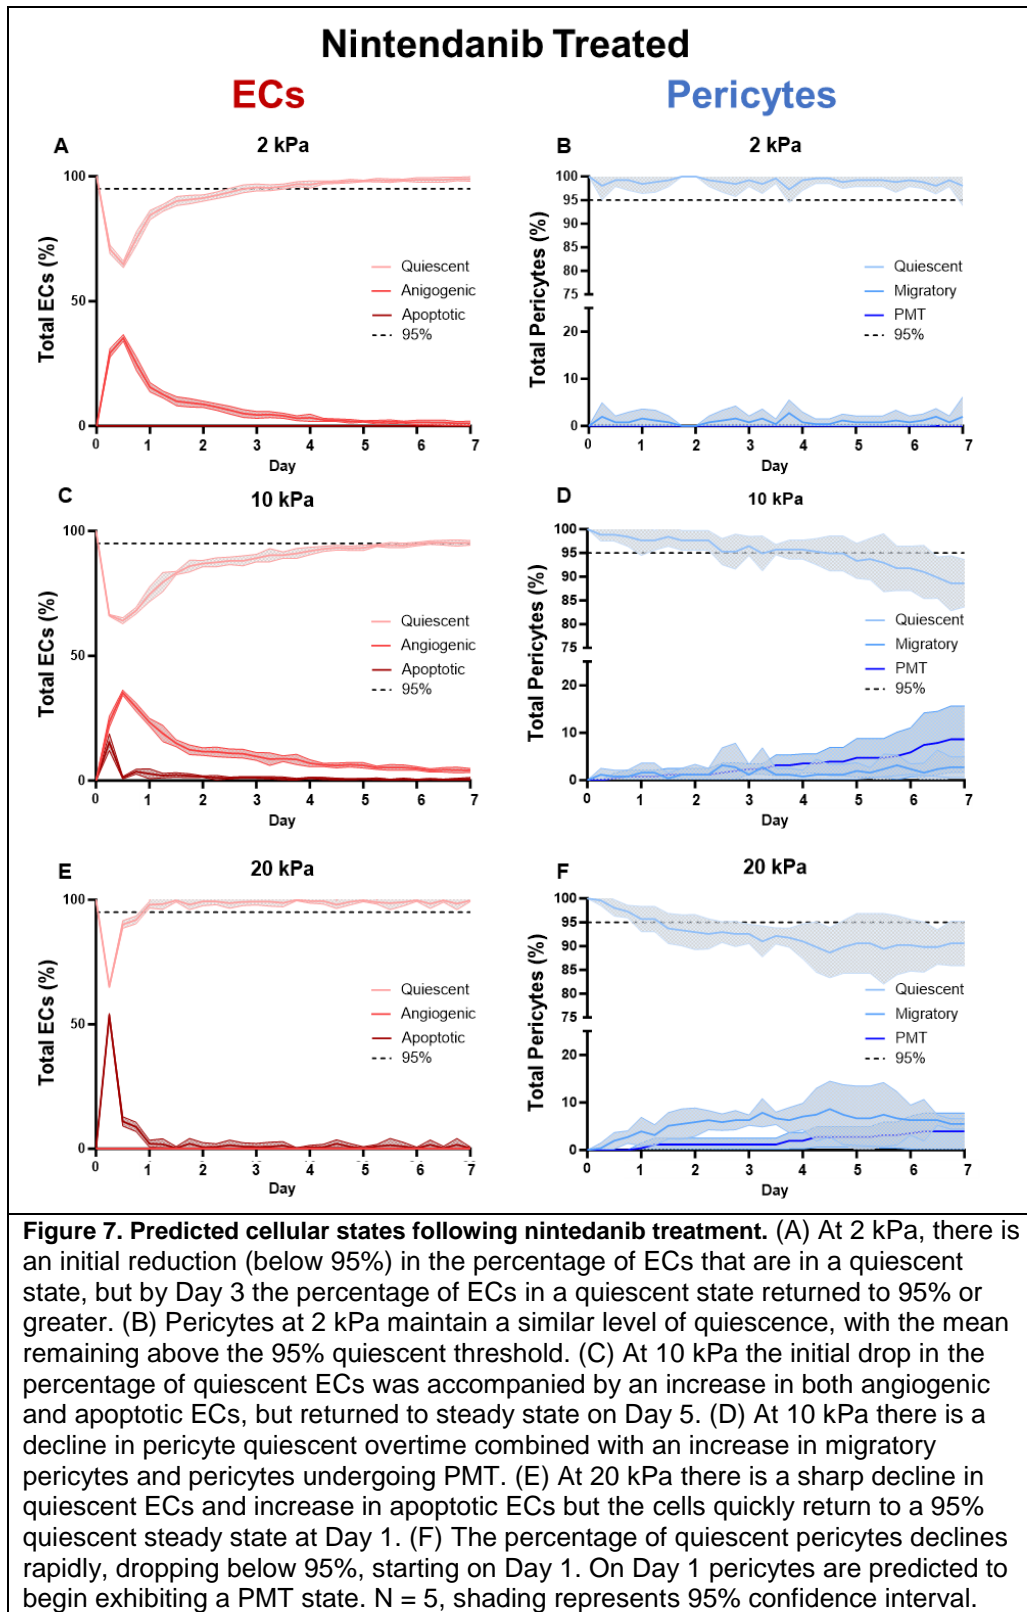 Nintendanib Treated
ECs
Pericytes
A
2 kPa
Total ECs (%)
100
50
0
Quiescent
Anigogenic
Apoptotic
95%
0 1 2 3 4 5 6 7
Day
B
2 kPa
Total Pericytes (%)
100
95
90
85
80
75
20
10
0
Quiescent
Migratory
PMT
95%
0 1 2 3 4 5 6 7
Day
C
10 kPa
Total ECs (%)
100
50
0
Quiescent
Angiogenic
Apoptotic
95%
0 1 2 3 4 5 6 7
Day
D
10 kPa
Total Pericytes (%)
100
95
90
85
80
75
20
10
0
Quiescent
Migratory
PMT
95%
0 1 2 3 4 5 6 7
Day
E
20 kPa
Total ECs (%)
100
50
0
Quiescent
Angiogenic
Apoptotic
95%
0 1 2 3 4 5 6 7
Day
F
20 kPa
Total Pericytes (%)
100
95
90
85
80
75
20
10
0
Quiescent
Migratory
PMT
95%
0 1 2 3 4 5 6 7
Day
Figure 7. Predicted cellular states following nintedanib treatment. (A) At 2 kPa, there is
an initial reduction (below 95%) in the percentage of ECs that are in a quiescent
state, but by Day 3 the percentage of ECs in a quiescent state returned to 95% or
greater. (B) Pericytes at 2 kPa maintain a similar level of quiescence, with the mean
remaining above the 95% quiescent threshold. (C) At 10 kPa the initial drop in the
percentage of quiescent ECs was accompanied by an increase in both angiogenic
and apoptotic ECs, but returned to steady state on Day 5. (D) At 10 kPa there is a
decline in pericyte quiescent overtime combined with an increase in migratory
pericytes and pericytes undergoing PMT. (E) At 20 kPa there is a sharp decline in
quiescent ECs and increase in apoptotic ECs but the cells quickly return to a 95%
quiescent steady state at Day 1. (F) The percentage of quiescent pericytes declines
rapidly, dropping below 95%, starting on Day 1. On Day 1 pericytes are predicted to
begin exhibiting a PMT state. N = 5, shading represents 95% confidence interval.